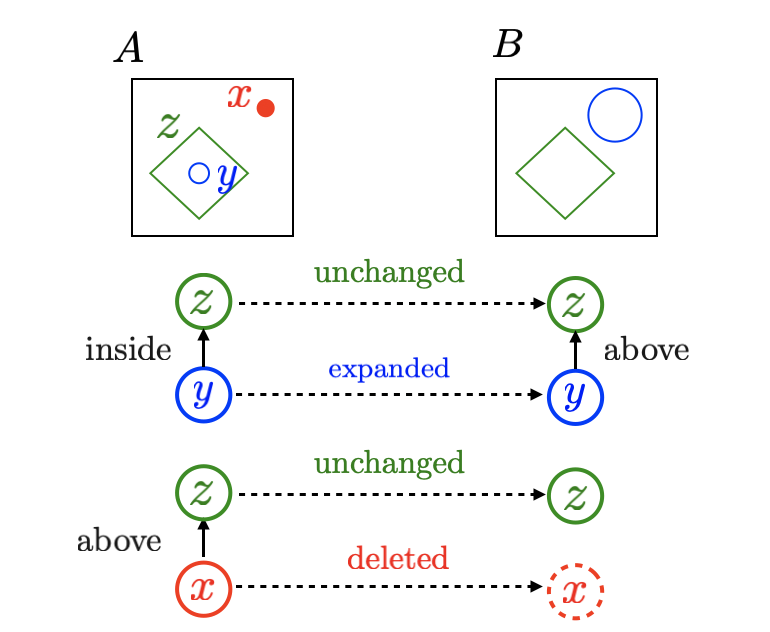 A
B
x
z
y
unchanged
z
z
inside
above
expanded
y
y
unchanged
z
z
above
deleted
x
x